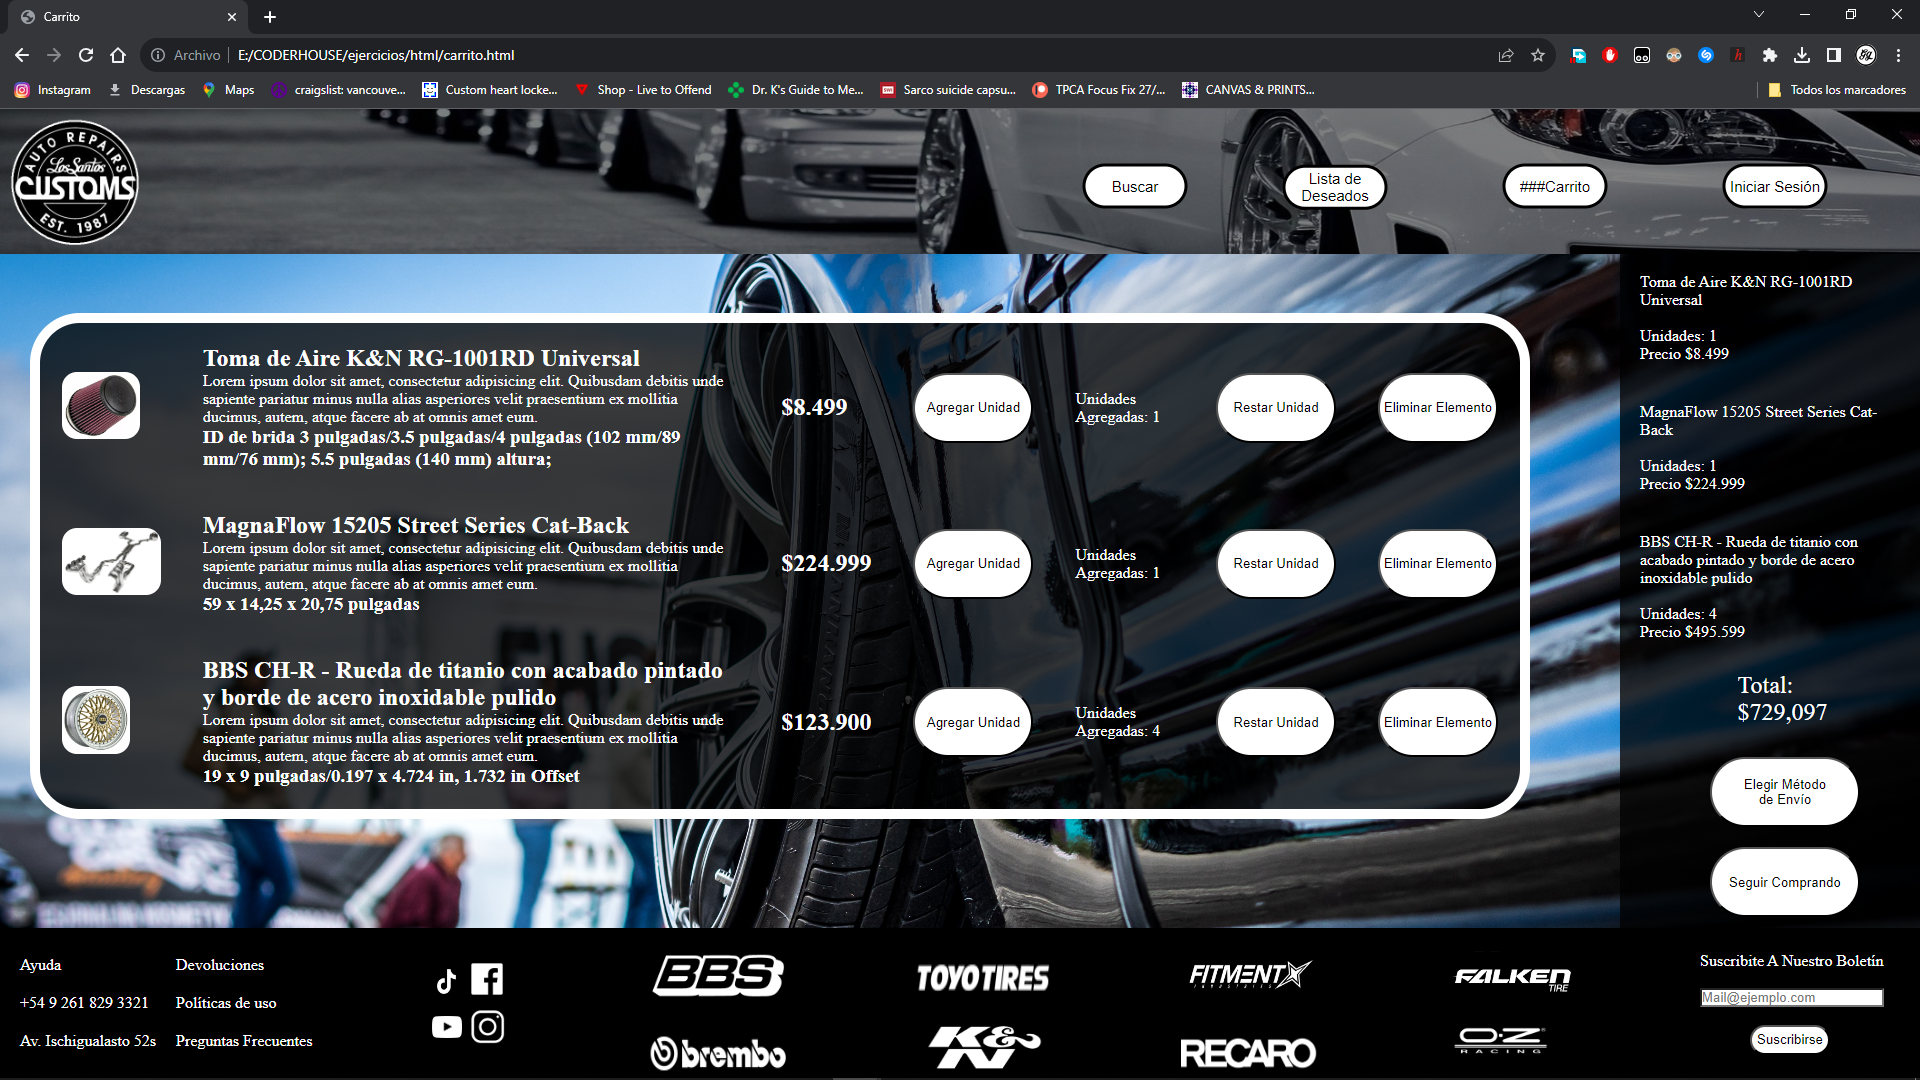 Carrito
Archivo
E:/CODERHOUSE/ejercicios/html/carrito.html
Instagram
Descargas
Maps
craigslist: vancouve...
Custom heart locke...
Shop - Live to Offend
Dr. K's Guide to Me...
Sarco suicide capsu...
TPCA Focus Fix 27/...
CANVAS & PRINTS...
Todos los marcadores
AUTO REPAIRS
Los Santos
CUSTOMS
EST. 1987
Buscar
Lista de
Deseados
###Carrito
Iniciar Sesión
Toma de Aire K&N RG-1001RD Universal
Lorem ipsum dolor sit amet, consectetur adipisicing elit. Quibusdam debitis unde
sapiente pariatur minus nulla alias asperiores velit praesentium ex mollitia
ducimus, autem, atque facere ab at omnis amet eum.
ID de brida 3 pulgadas/3.5 pulgadas/4 pulgadas (102 mm/89
mm/76 mm); 5.5 pulgadas (140 mm) altura;
$8.499
Agregar Unidad
Unidades
Agregadas: 1
Restar Unidad
Eliminar Elemento
MagnaFlow 15205 Street Series Cat-Back
Lorem ipsum dolor sit amet, consectetur adipisicing elit. Quibusdam debitis unde
sapiente pariatur minus nulla alias asperiores velit praesentium ex mollitia
ducimus, autem, atque facere ab at omnis amet eum.
59 x 14,25 x 20,75 pulgadas
$224.999
Agregar Unidad
Unidades
Agregadas: 1
Restar Unidad
Eliminar Elemento
BBS CH-R - Rueda de titanio con acabado pintado
y borde de acero inoxidable pulido
Lorem ipsum dolor sit amet, consectetur adipisicing elit. Quibusdam debitis unde
sapiente pariatur minus nulla alias asperiores velit praesentium ex mollitia
ducimus, autem, atque facere ab at omnis amet eum.
19 x 9 pulgadas/0.197 x 4.724 in, 1.732 in Offset
$123.900
Agregar Unidad
Unidades
Agregadas: 4
Restar Unidad
Eliminar Elemento
Toma de Aire K&N RG-1001RD
Universal
Unidades: 1
Precio $8.499
MagnaFlow 15205 Street Series Cat-
Back
Unidades: 1
Precio $224.999
BBS CH-R - Rueda de titanio con
acabado pintado y borde de acero
inoxidable pulido
Unidades: 4
Precio $495.599
Total:
$729,097
Elegir Método
de Envío
Seguir Comprando
Ayuda
+54 9 261 829 3321
Av. Ischigualasto 52s
Devoluciones
Políticas de uso
Preguntas Frecuentes
BBS
TOYO TIRES
FITMENT
INDUSTRIES
FALKEN
TIRE
brembo
K&N
RECARO
O.Z
RACING
Suscribite A Nuestro Boletín
Mail@ejemplo.com
Suscribirse